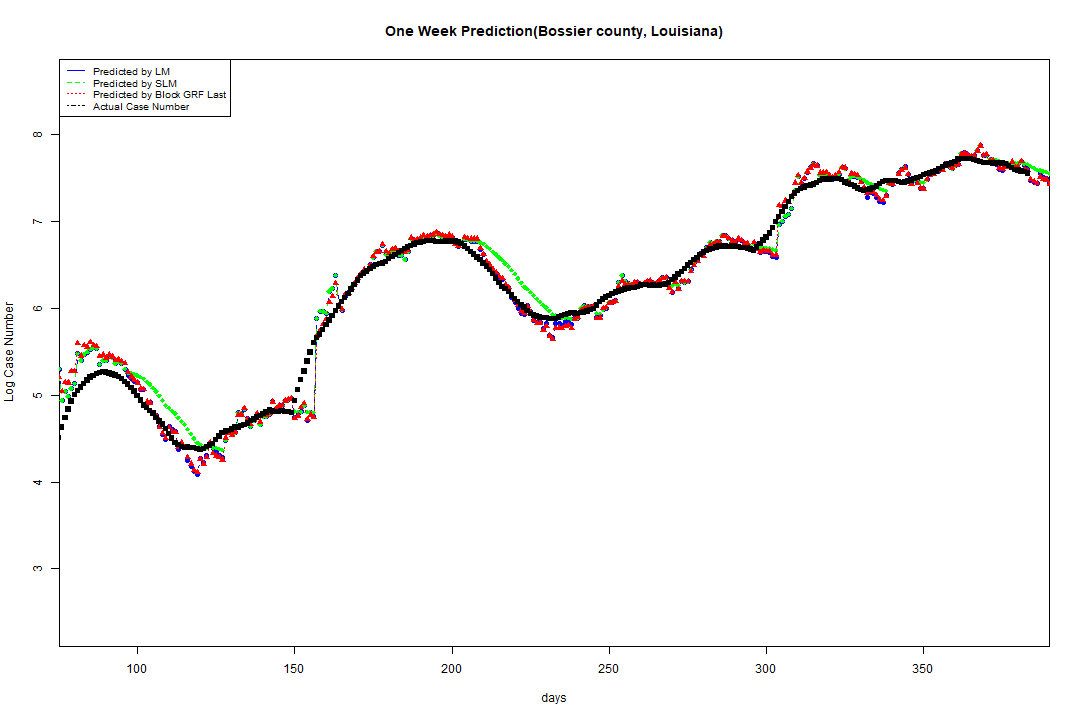 One Week Prediction(Bossier county, Louisiana)
Predicted by LM
Predicted by SLM
Predicted by Block GRF Last
Actual Case Number
8
7
6
5
4
3
Log Case Number
100 150 200 250 300 350
days